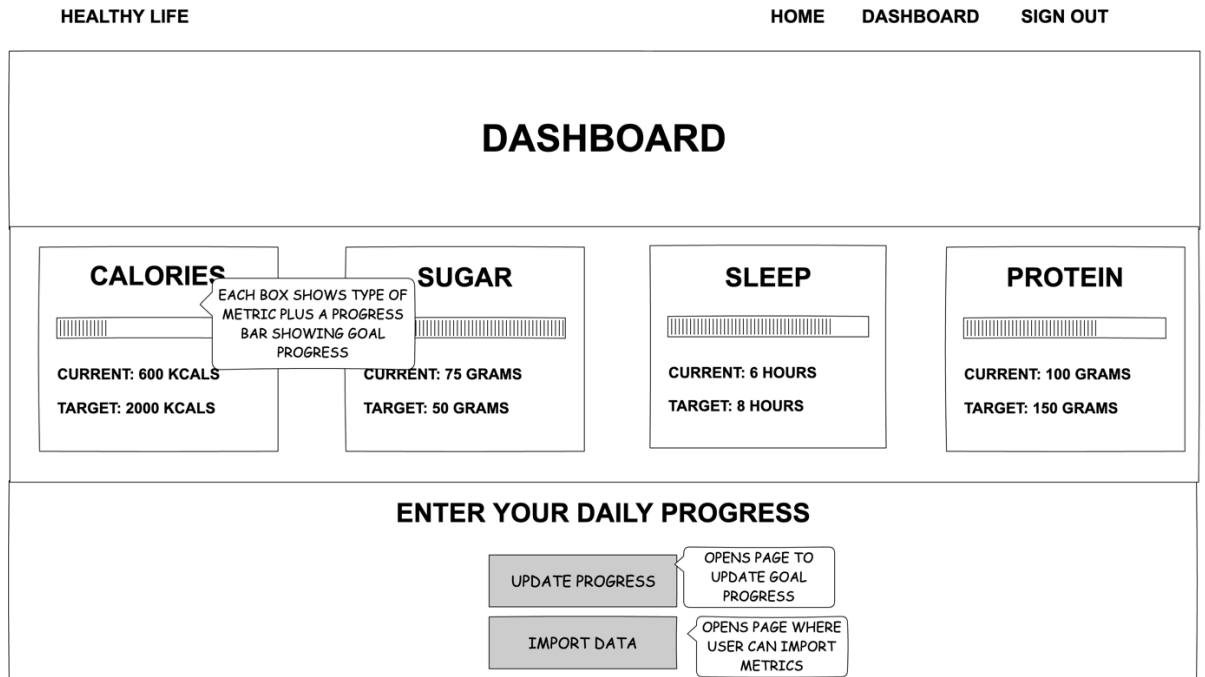 HEALTHY LIFE HOME DASHBOARD SIGN OUT
DASHBOARD
CALORIES
EACH BOX SHOWS TYPE OF
METRIC PLUS A PROGRESS
BAR SHOWING GOAL
PROGRESS
CURRENT: 600 KCALS
TARGET: 2000 KCALS
SUGAR
CURRENT: 75 GRAMS
TARGET: 50 GRAMS
SLEEP
CURRENT: 6 HOURS
TARGET: 8 HOURS
PROTEIN
CURRENT: 100 GRAMS
TARGET: 150 GRAMS
ENTER YOUR DAILY PROGRESS
UPDATE PROGRESS
OPENS PAGE TO
UPDATE GOAL
PROGRESS
IMPORT DATA
OPENS PAGE WHERE
USER CAN IMPORT
METRICS